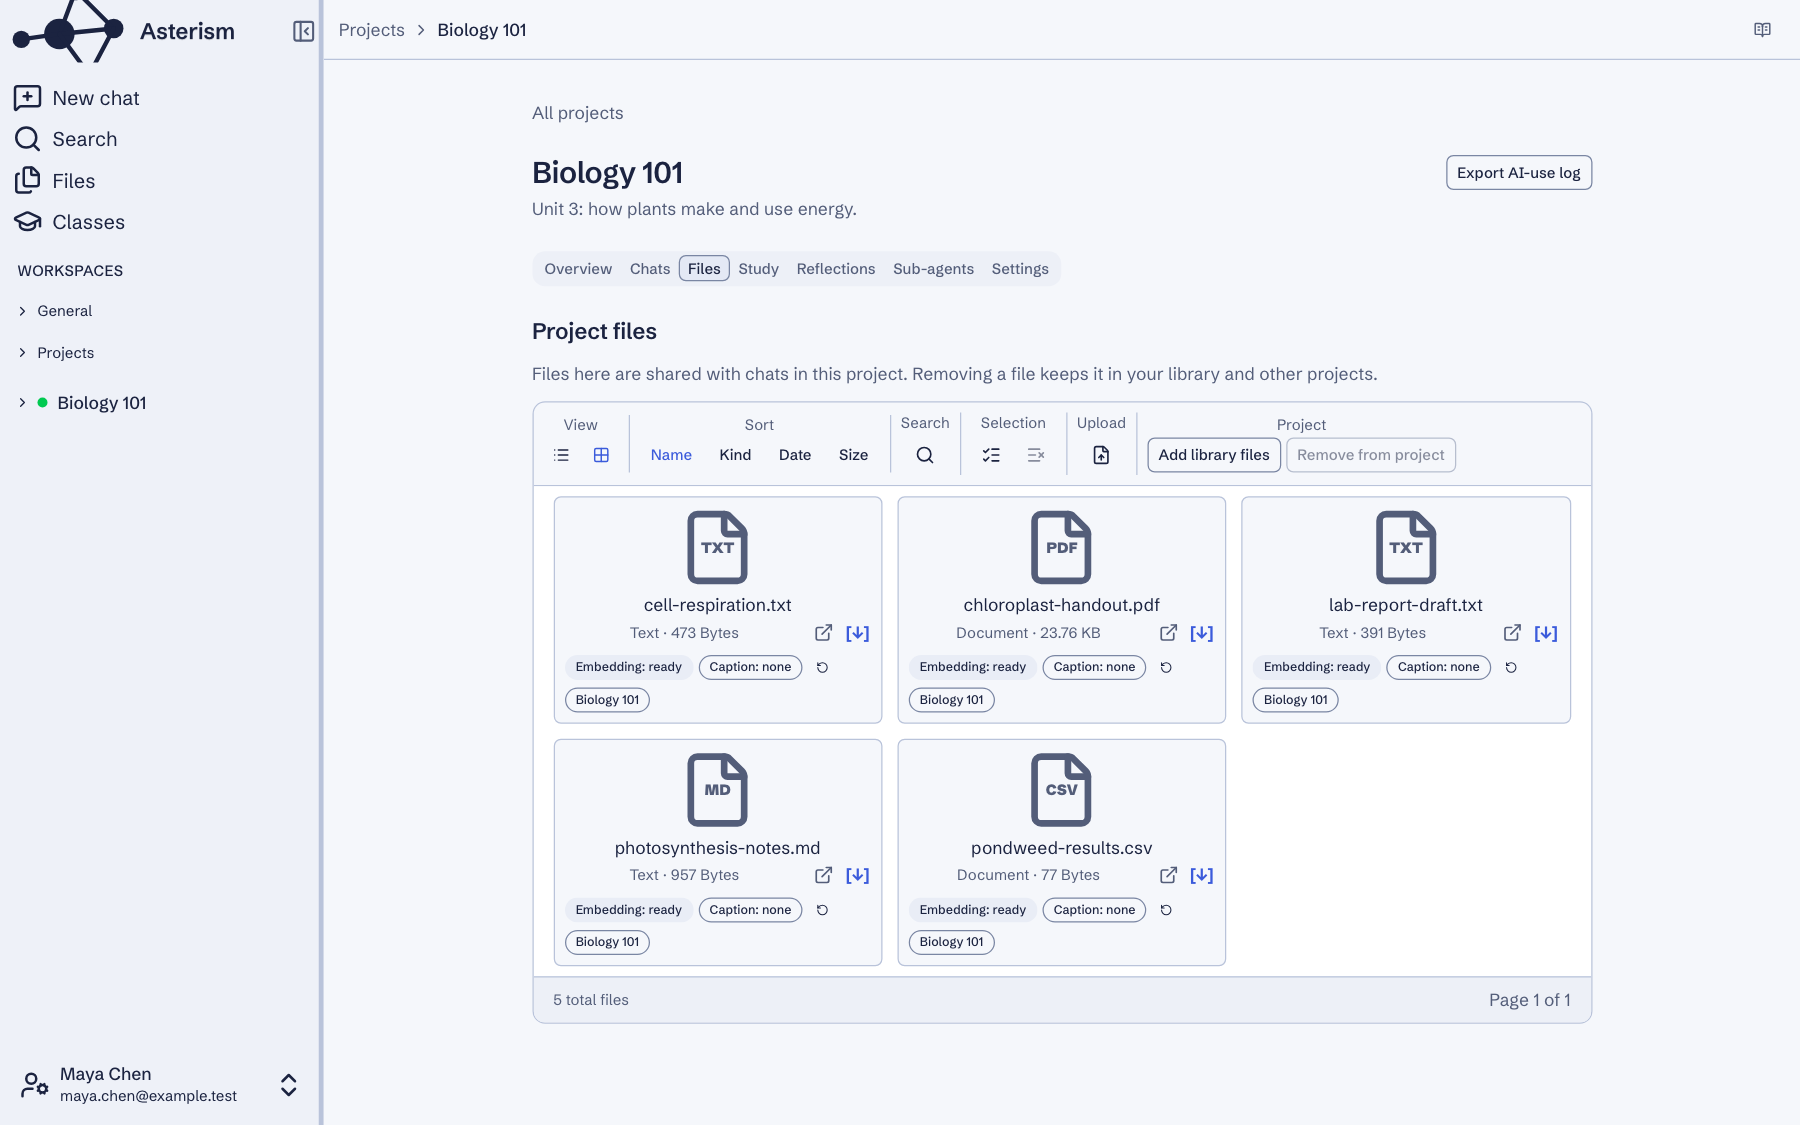 Asterism
New chat
Search
Files
Classes
WORKSPACES
General
Projects
Biology 101
Maya Chen
maya.chen@example.test
Projects > Biology 101
All projects
Biology 101
Export AI-use log
Unit 3: how plants make and use energy.
Overview Chats Files Study Reflections Sub-agents Settings
Project files
Files here are shared with chats in this project. Removing a file keeps it in your library and other projects.
View Sort Search Selection Upload Project
Name Kind Date Size Add library files Remove from project
TXT
cell-respiration.txt
Text · 473 Bytes
Embedding: ready Caption: none
Biology 101
PDF
chloroplast-handout.pdf
Document · 23.76 KB
Embedding: ready Caption: none
Biology 101
TXT
lab-report-draft.txt
Text · 391 Bytes
Embedding: ready Caption: none
Biology 101
MD
photosynthesis-notes.md
Text · 957 Bytes
Embedding: ready Caption: none
Biology 101
CSV
pondweed-results.csv
Document · 77 Bytes
Embedding: ready Caption: none
Biology 101
5 total files Page 1 of 1